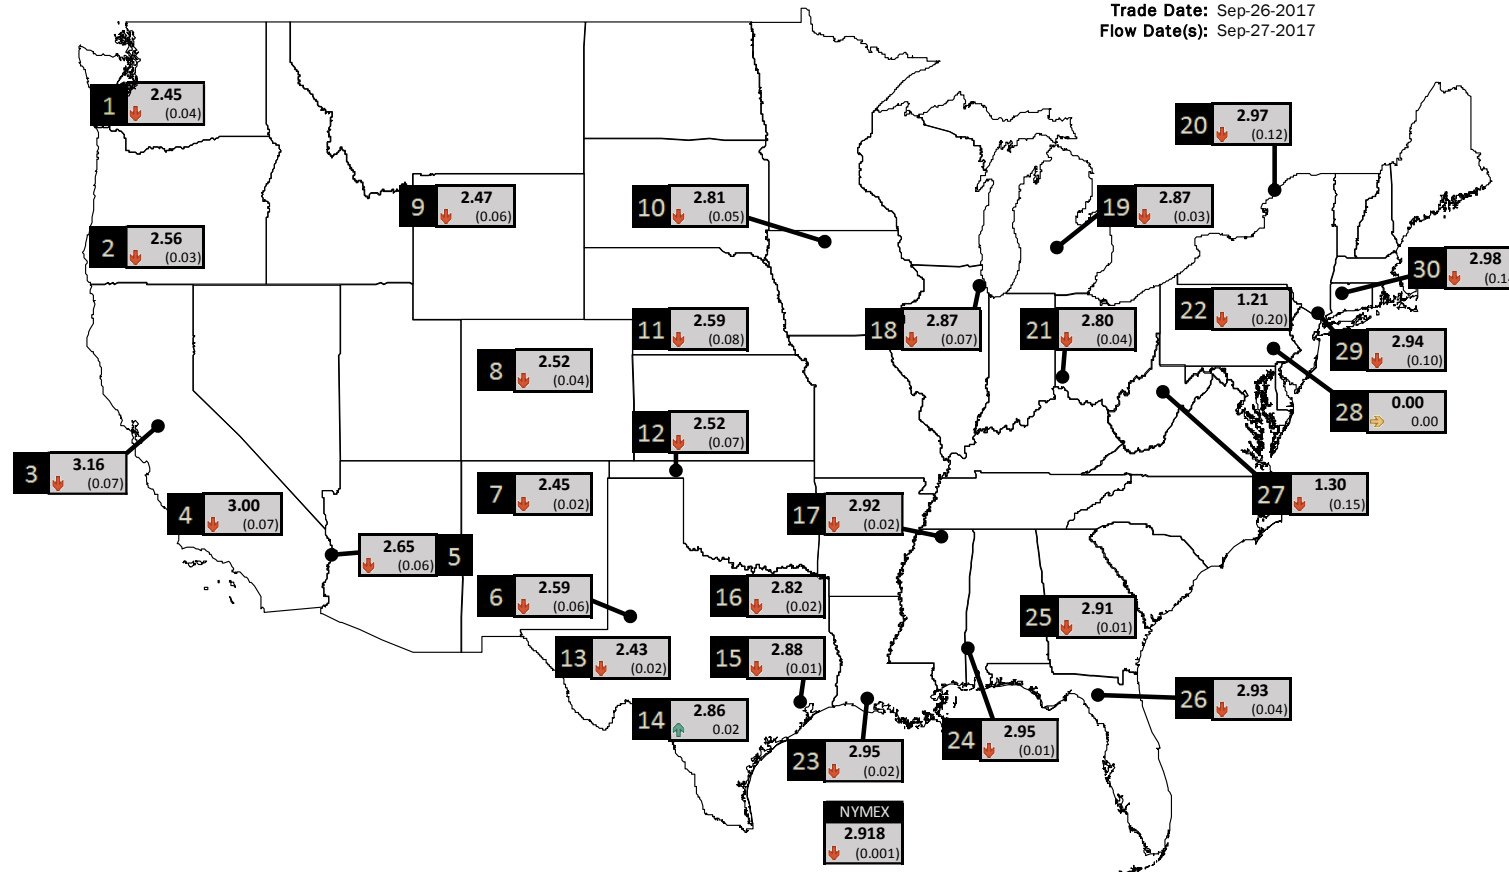 Trade Date: Sep-26-2017
Flow Date(s): Sep-27-2017
1 2.45 (0.04)
2 2.56 (0.03)
3 3.16 (0.07)
4 3.00 (0.07)
5 2.65 (0.06)
6 2.59 (0.06)
7 2.45 (0.02)
8 2.52 (0.04)
9 2.47 (0.06)
10 2.81 (0.05)
11 2.59 (0.08)
12 2.52 (0.07)
13 2.43 (0.02)
14 2.86 0.02
15 2.88 (0.01)
16 2.82 (0.02)
17 2.92 (0.02)
18 2.87 (0.07)
19 2.87 (0.03)
20 2.97 (0.12)
21 2.80 (0.04)
22 1.21 (0.20)
23 2.95 (0.02)
24 2.95 (0.01)
25 2.91 (0.01)
26 2.93 (0.04)
27 1.30 (0.15)
28 0.00 0.00
29 2.94 (0.10)
30 2.98
NYMEX
2.918
(0.001)